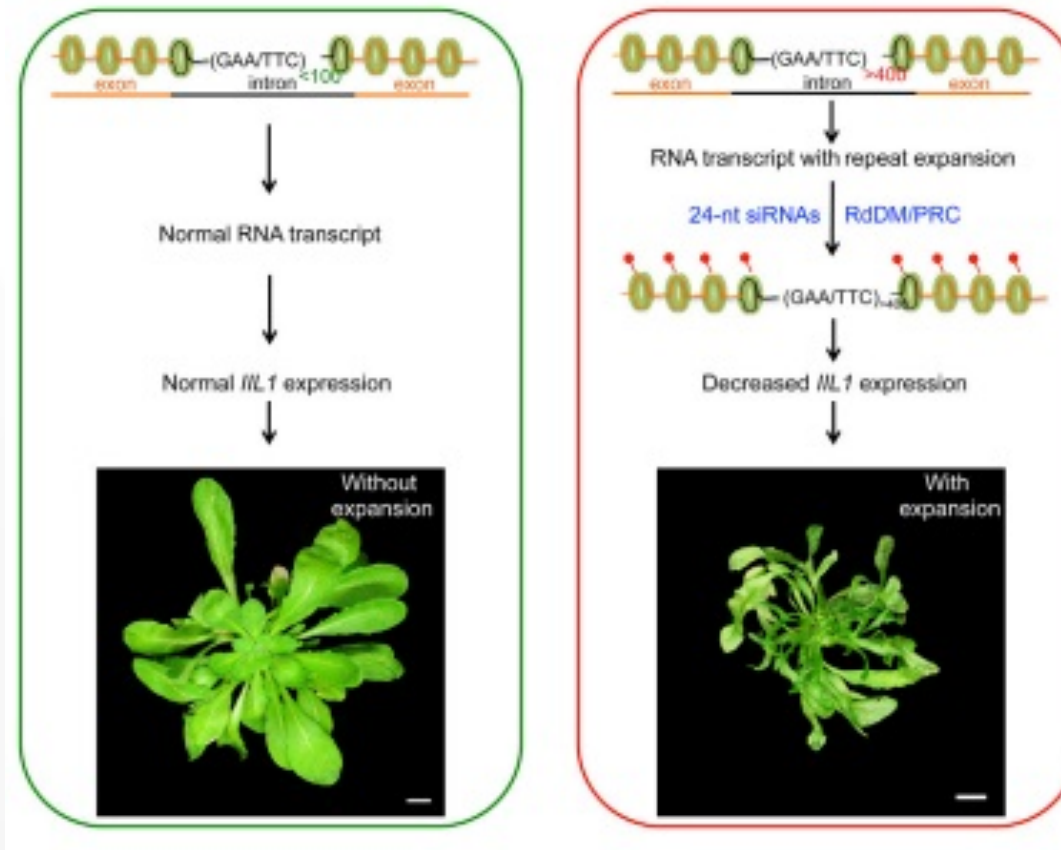 (GAA/TTC)<100
exon intron exon
Normal RNA transcript
Normal IIL1 expression
Without
expansion
(GAA/TTC)>400
exon intron exon
RNA transcript with repeat expansion
24-nt siRNAs RdDM/PRC
(GAA/TTC)>400
Decreased IIL1 expression
With
expansion